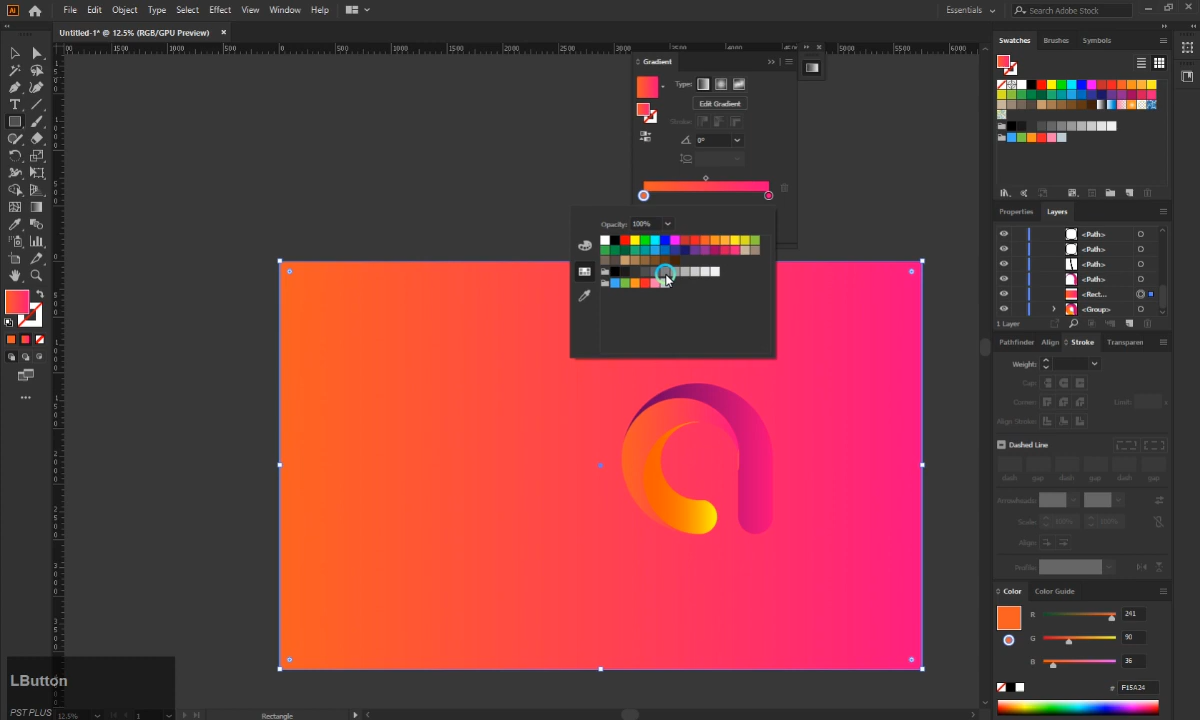 Ai File Edit Object Type Select Effect View Window Help Essentials Search Adobe Stock
Untitled-1* @ 12.5% (RGB/GPU Preview) ×
Gradient
Type:
Edit Gradient
Stroke:
0°
Opacity: 100%
Swatches Brushes Symbols
Properties Layers
<Path>
<Path>
<Path>
<Path>
<Rect...
<Group>
1 Layer
Pathfinder Align Stroke Transparen
Weight:
Cap:
Corner: Limit:
Align Stroke:
Dashed Line
dash gap dash gap dash gap
Arrowheads:
Scale:
Align:
Profile:
Color Color Guide
R 241
G 90
B 36
# F15A24
LButton
PST PLUS 12.5% 1 Rectangle